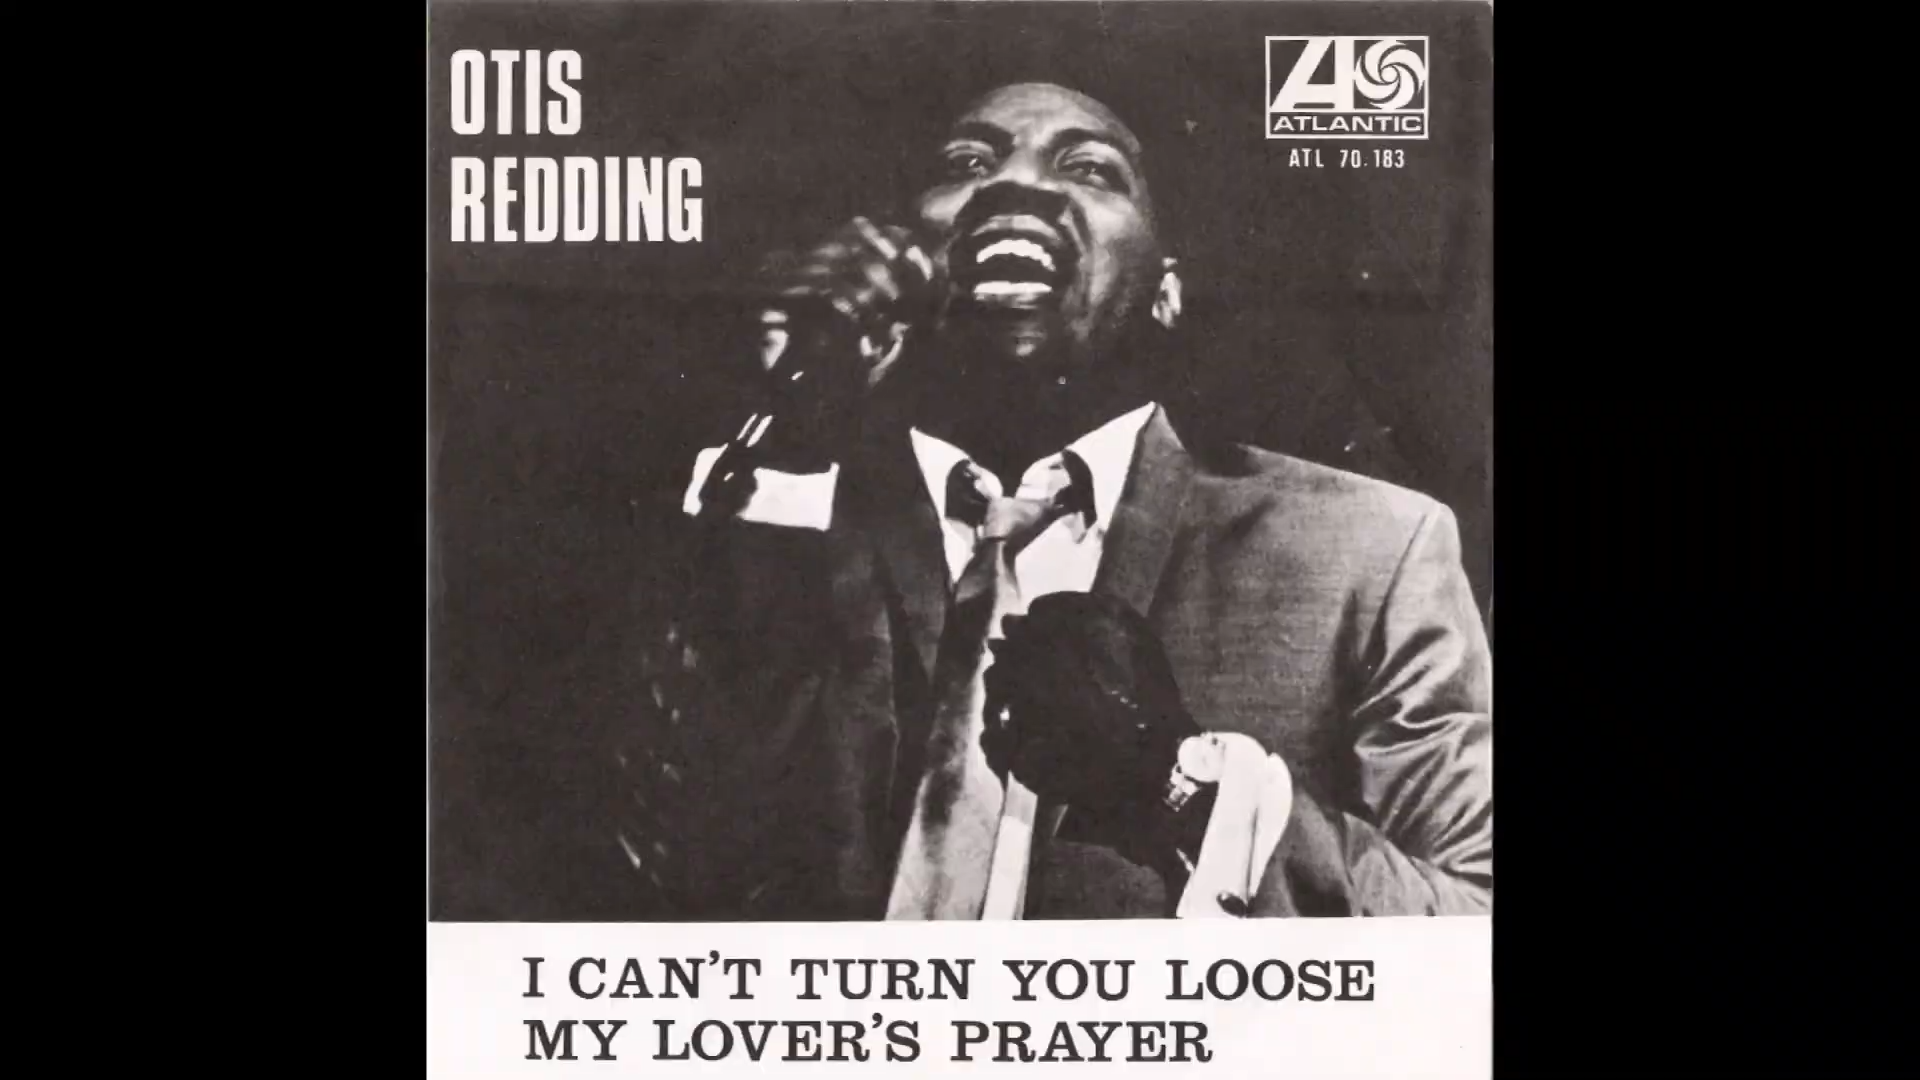 OTIS
REDDING
ATLANTIC
ATL 70.183
I CAN'T TURN YOU LOOSE
MY LOVER'S PRAYER